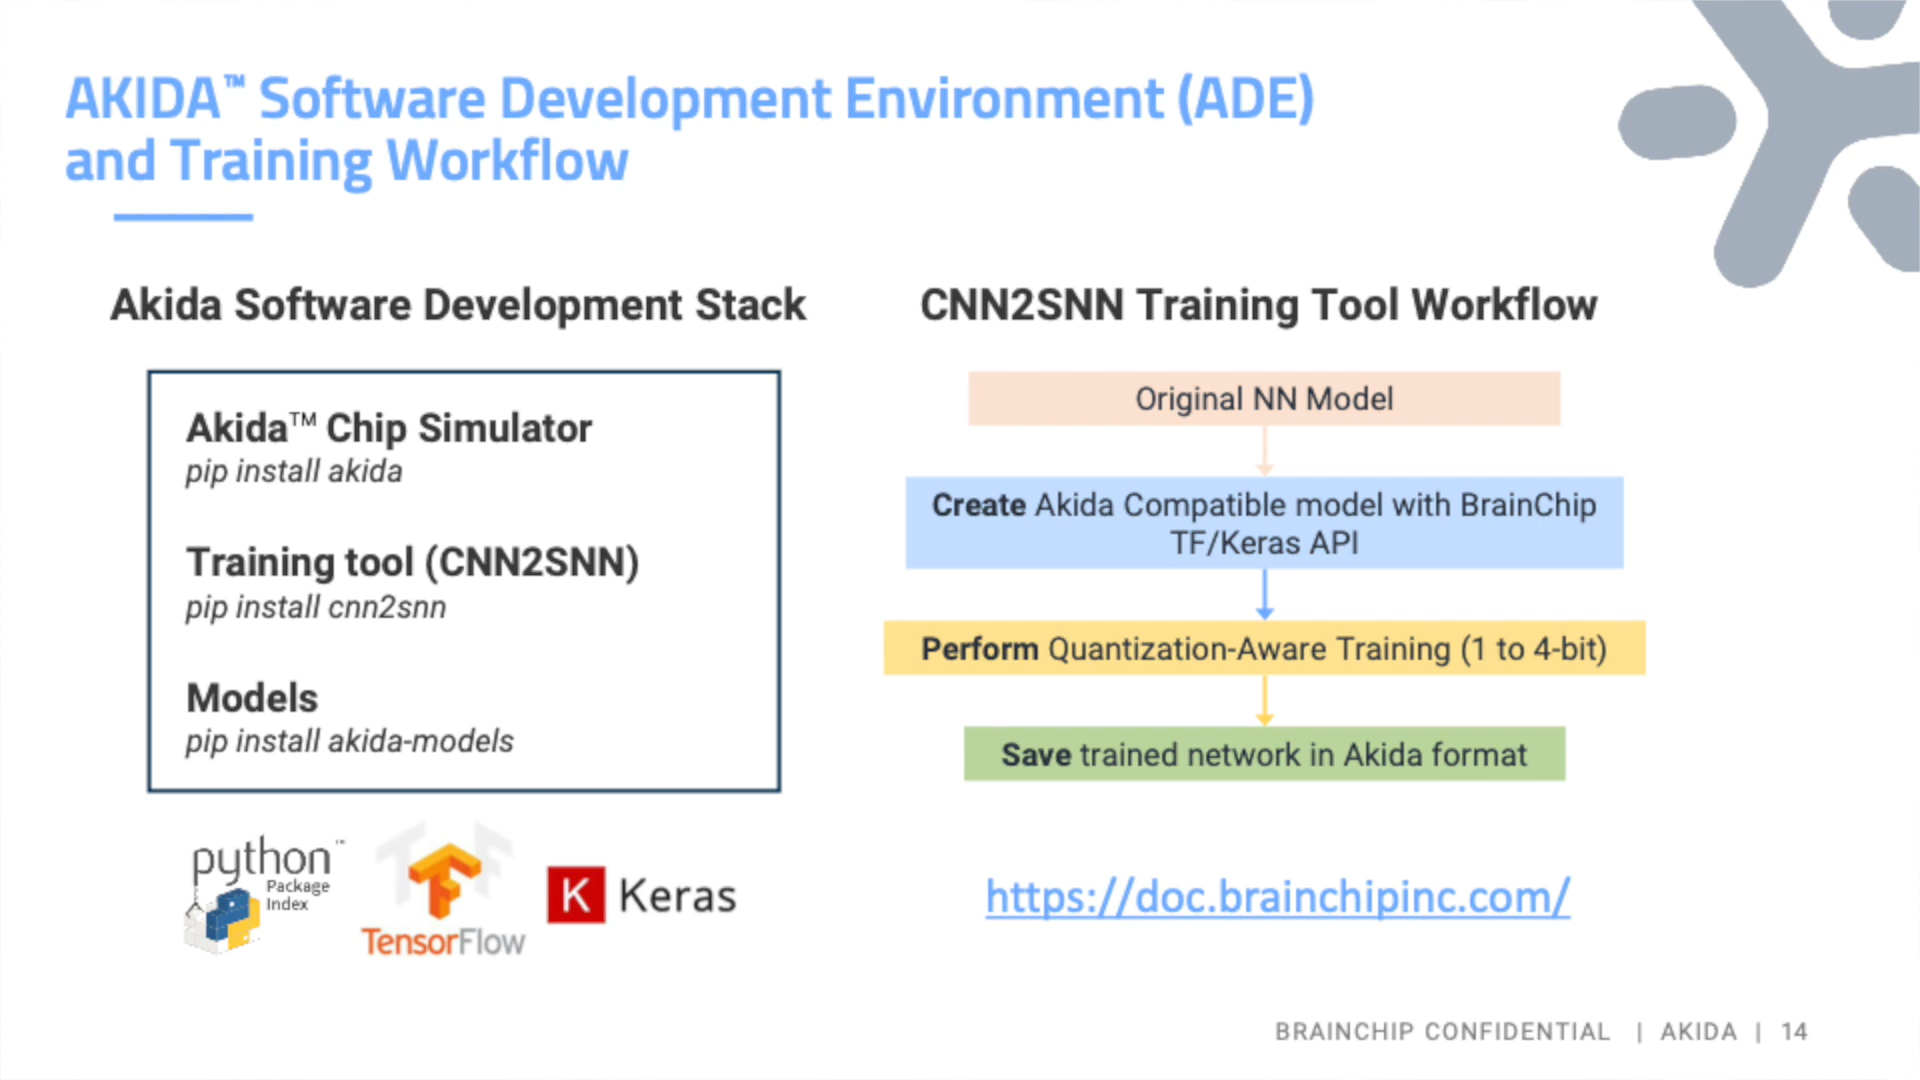 AKIDA™ Software Development Environment (ADE)
and Training Workflow
Akida Software Development Stack
Akida™ Chip Simulator
pip install akida
Training tool (CNN2SNN)
pip install cnn2snn
Models
pip install akida-models
python™
Package
Index
TensorFlow
K Keras
CNN2SNN Training Tool Workflow
Original NN Model
Create Akida Compatible model with BrainChip
TF/Keras API
Perform Quantization-Aware Training (1 to 4-bit)
Save trained network in Akida format
https://doc.brainchipinc.com/
BRAINCHIP CONFIDENTIAL | AKIDA | 14